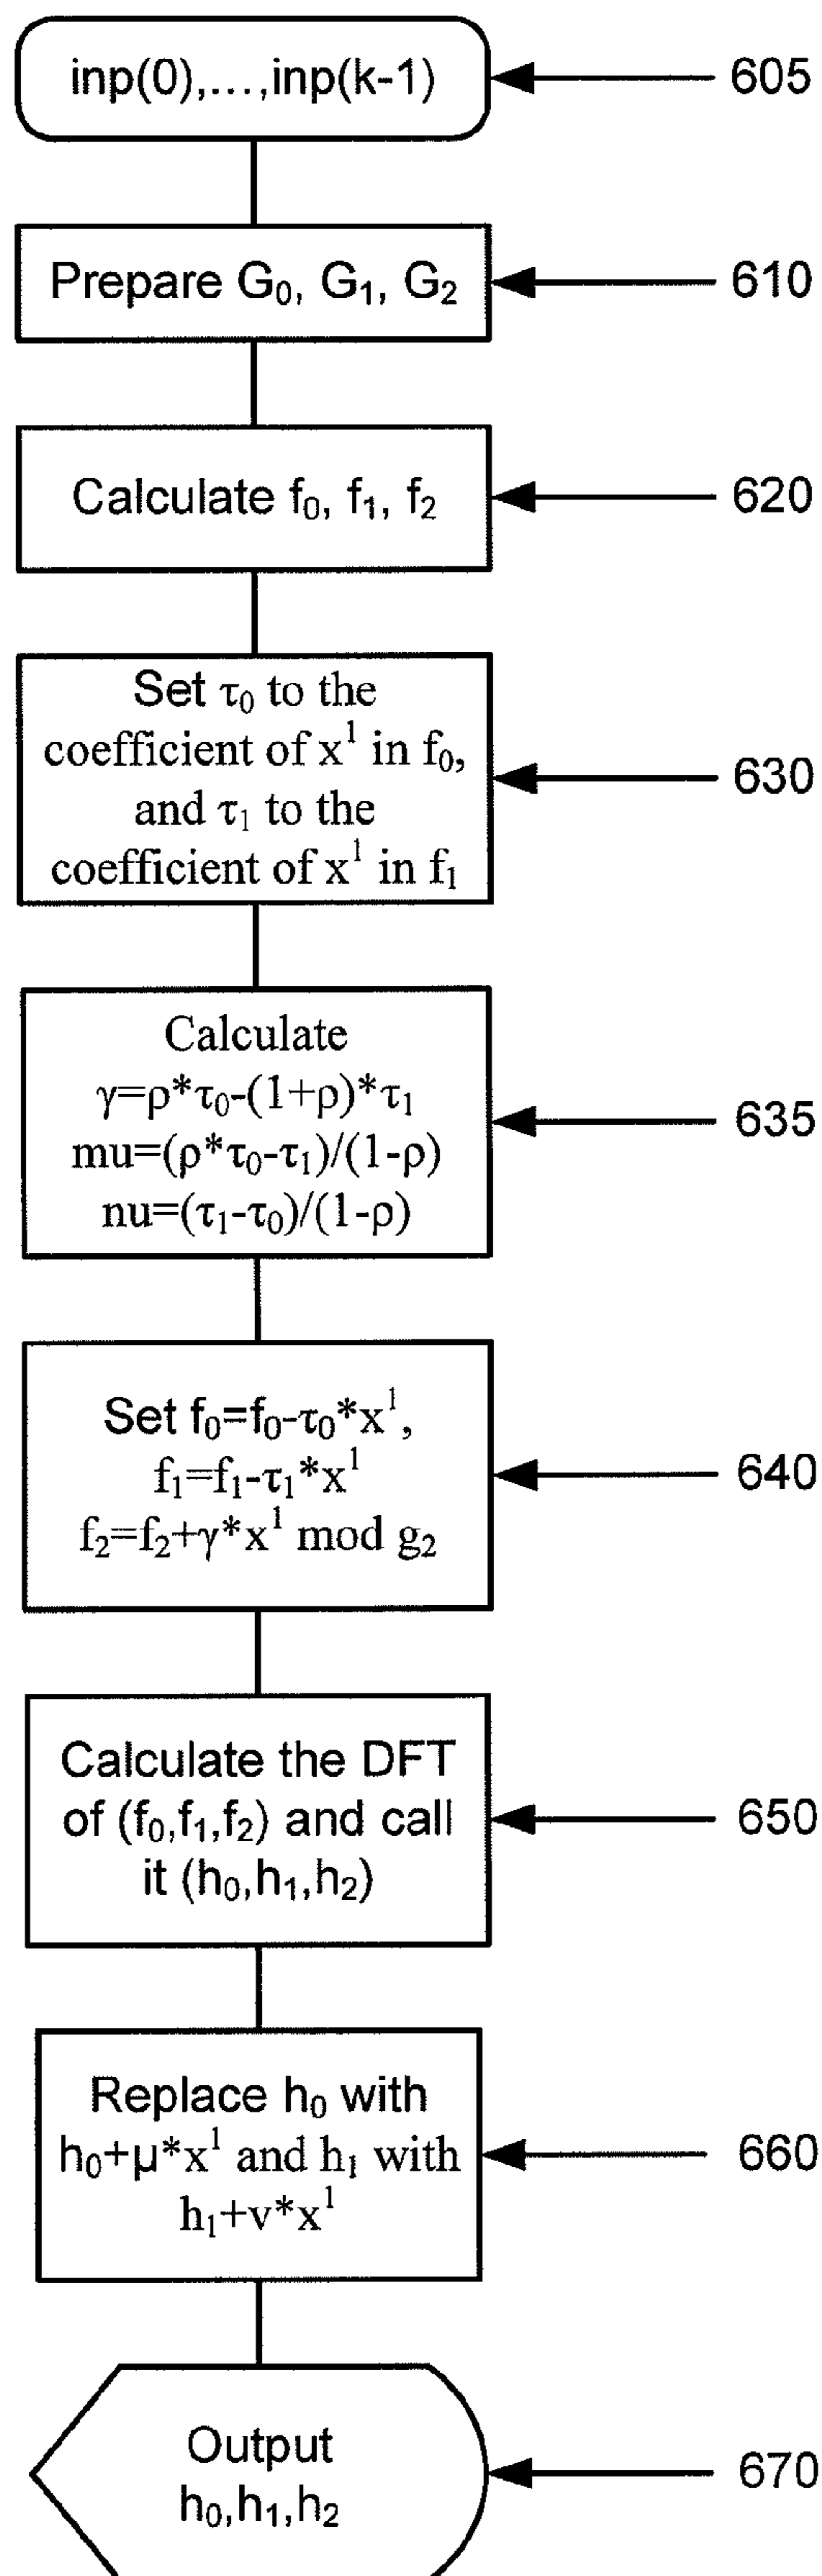 inp(0),...,inp(k-1)
605
Prepare G₀, G₁, G₂
610
Calculate f₀, f₁, f₂
620
Set τ₀ to the
coefficient of x¹ in f₀,
and τ₁ to the
coefficient of x¹ in f₁
630
Calculate
γ=ρ*τ₀-(1+ρ)*τ₁
mu=(ρ*τ₀-τ₁)/(1-ρ)
nu=(τ₁-τ₀)/(1-ρ)
635
Set f₀=f₀-τ₀*x¹,
f₁=f₁-τ₁*x¹
f₂=f₂+γ*x¹ mod g₂
640
Calculate the DFT
of (f₀,f₁,f₂) and call
it (h₀,h₁,h₂)
650
Replace h₀ with
h₀+μ*x¹ and h₁ with
h₁+v*x¹
660
Output
h₀,h₁,h₂
670